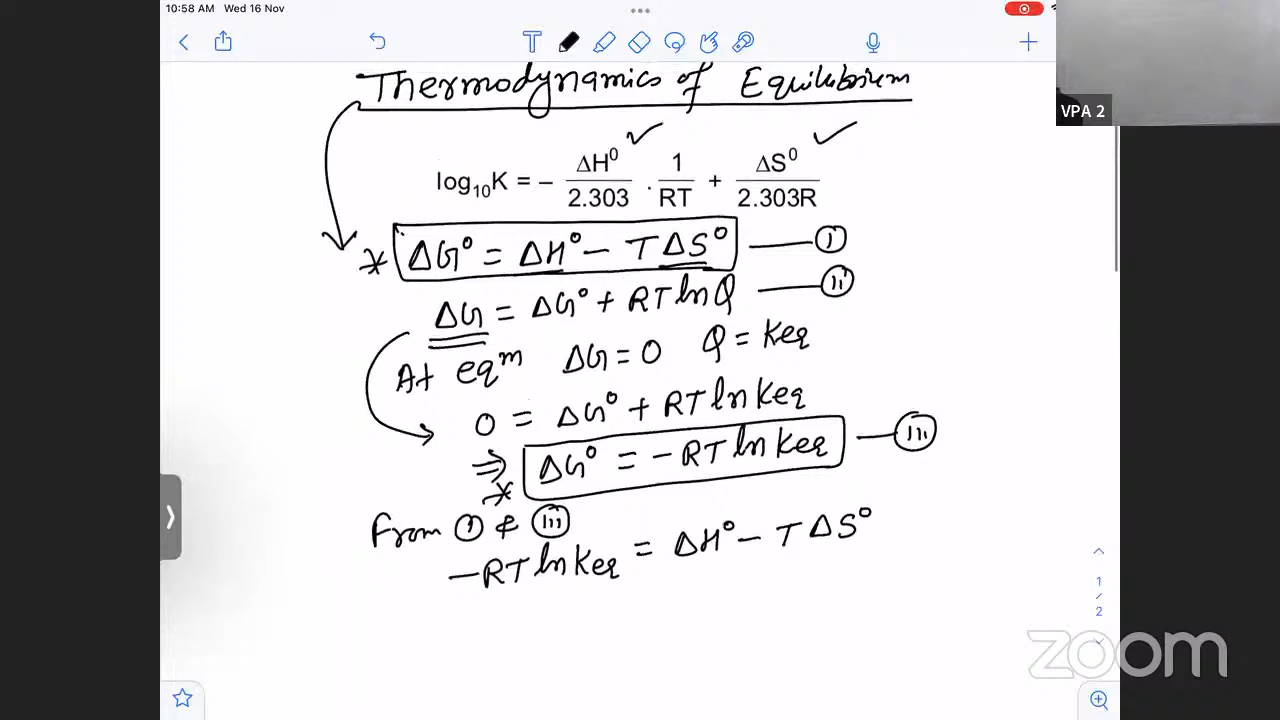 10:58 AM Wed 16 Nov
VPA 2
Thermodynamics of Equilibrium
log₁₀K = − ΔH⁰/2.303 . 1/RT + ΔS⁰/2.303R
* ΔG° = ΔH° − TΔS° — (i)
ΔG = ΔG° + RT ln Q — (ii)
At eqᵐ ΔG = 0 Q = Keq
0 = ΔG° + RT ln Keq
⇒ * ΔG° = −RT ln Keq — (iii)
From (i) & (iii)
−RT ln Keq = ΔH° − TΔS°
1
/
2
zoom